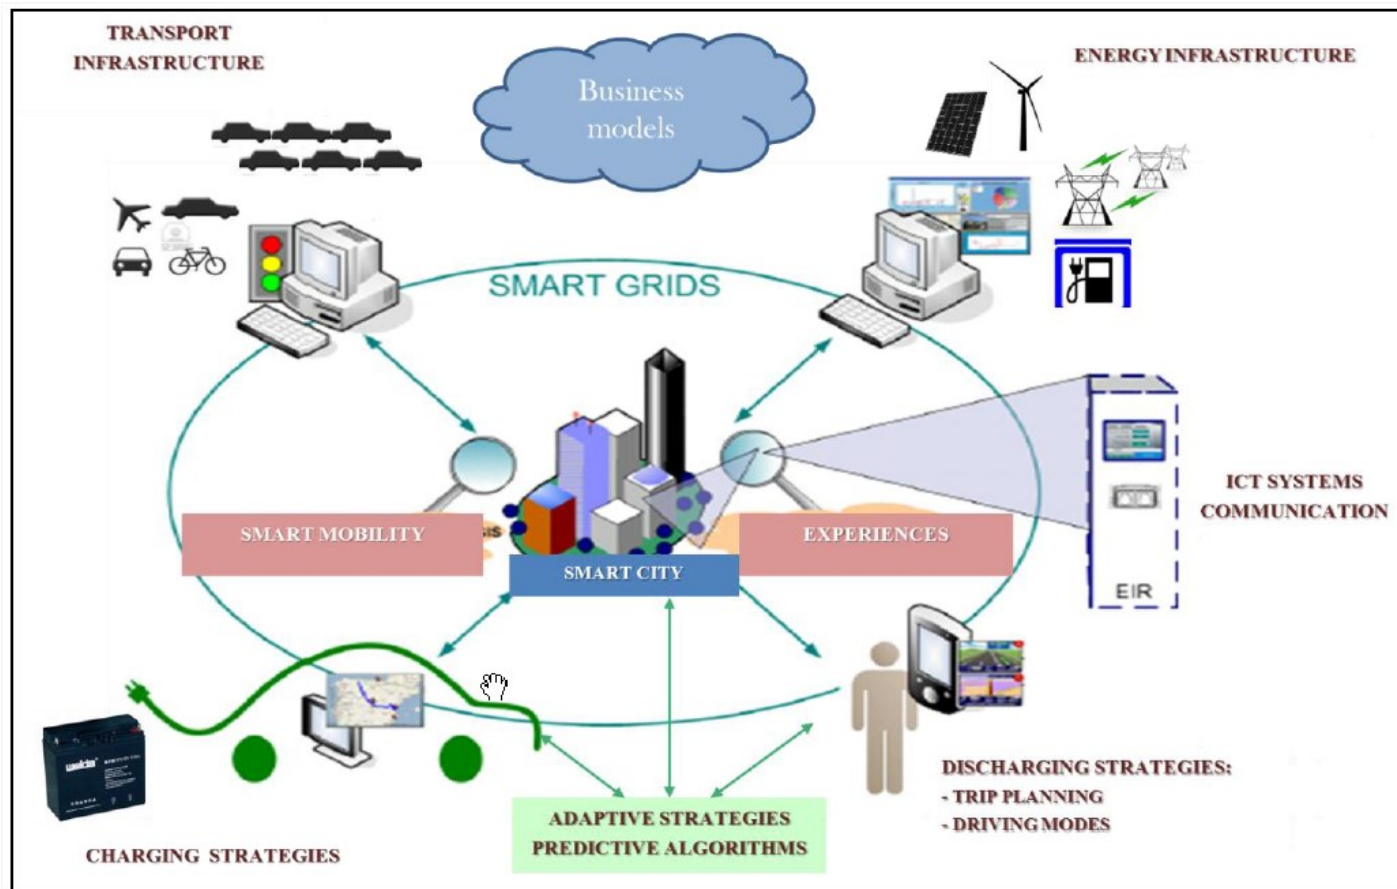 TRANSPORT
INFRASTRUCTURE
Business
models
ENERGY INFRASTRUCTURE
SMART GRIDS
ICT SYSTEMS
COMMUNICATION
SMART MOBILITY
SIS
EXPERIENCES
SMART CITY
EIR
DISCHARGING STRATEGIES:
- TRIP PLANNING
- DRIVING MODES
ADAPTIVE STRATEGIES
PREDICTIVE ALGORITHMS
CHARGING STRATEGIES